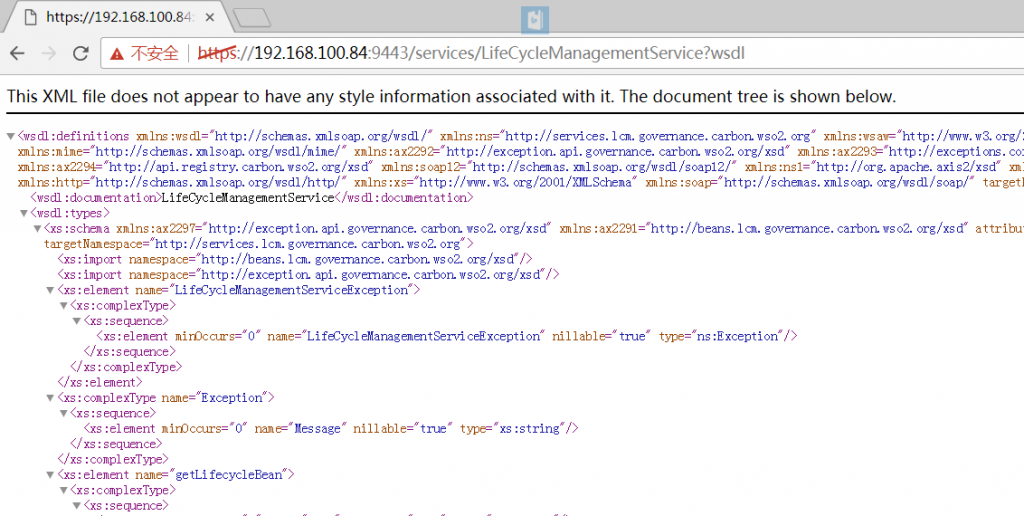 https://192.168.100.84:
不安全 https://192.168.100.84:9443/services/LifeCycleManagementService?wsdl
This XML file does not appear to have any style information associated with it. The document tree is shown below.
▼<wsdl:definitions xmlns:wsdl="http://schemas.xmlsoap.org/wsdl/" xmlns:ns="http://services.lcm.governance.carbon.wso2.org" xmlns:wsaw="http://www.w3.org/
xmlns:mime="http://schemas.xmlsoap.org/wsdl/mime/" xmlns:ax2292="http://exception.api.governance.carbon.wso2.org/xsd" xmlns:ax2293="http://exceptions.co
xmlns:ax2294="http://api.registry.carbon.wso2.org/xsd" xmlns:soap12="http://schemas.xmlsoap.org/wsdl/soap12/" xmlns:ns1="http://org.apache.axis2/xsd" xm
xmlns:http="http://schemas.xmlsoap.org/wsdl/http/" xmlns:xs="http://www.w3.org/2001/XMLSchema" xmlns:soap="http://schemas.xmlsoap.org/wsdl/soap/" target
<wsdl:documentation>LifeCycleManagementService</wsdl:documentation>
▼<wsdl:types>
▼<xs:schema xmlns:ax2297="http://exception.api.governance.carbon.wso2.org/xsd" xmlns:ax2291="http://beans.lcm.governance.carbon.wso2.org/xsd" attribut
targetNamespace="http://services.lcm.governance.carbon.wso2.org">
<xs:import namespace="http://beans.lcm.governance.carbon.wso2.org/xsd"/>
<xs:import namespace="http://exception.api.governance.carbon.wso2.org/xsd"/>
▼<xs:element name="LifeCycleManagementServiceException">
▼<xs:complexType>
▼<xs:sequence>
<xs:element minOccurs="0" name="LifeCycleManagementServiceException" nillable="true" type="ns:Exception"/>
</xs:sequence>
</xs:complexType>
</xs:element>
▼<xs:complexType name="Exception">
▼<xs:sequence>
<xs:element minOccurs="0" name="Message" nillable="true" type="xs:string"/>
</xs:sequence>
</xs:complexType>
▼<xs:element name="getLifecycleBean">
▼<xs:complexType>
▼<xs:sequence>